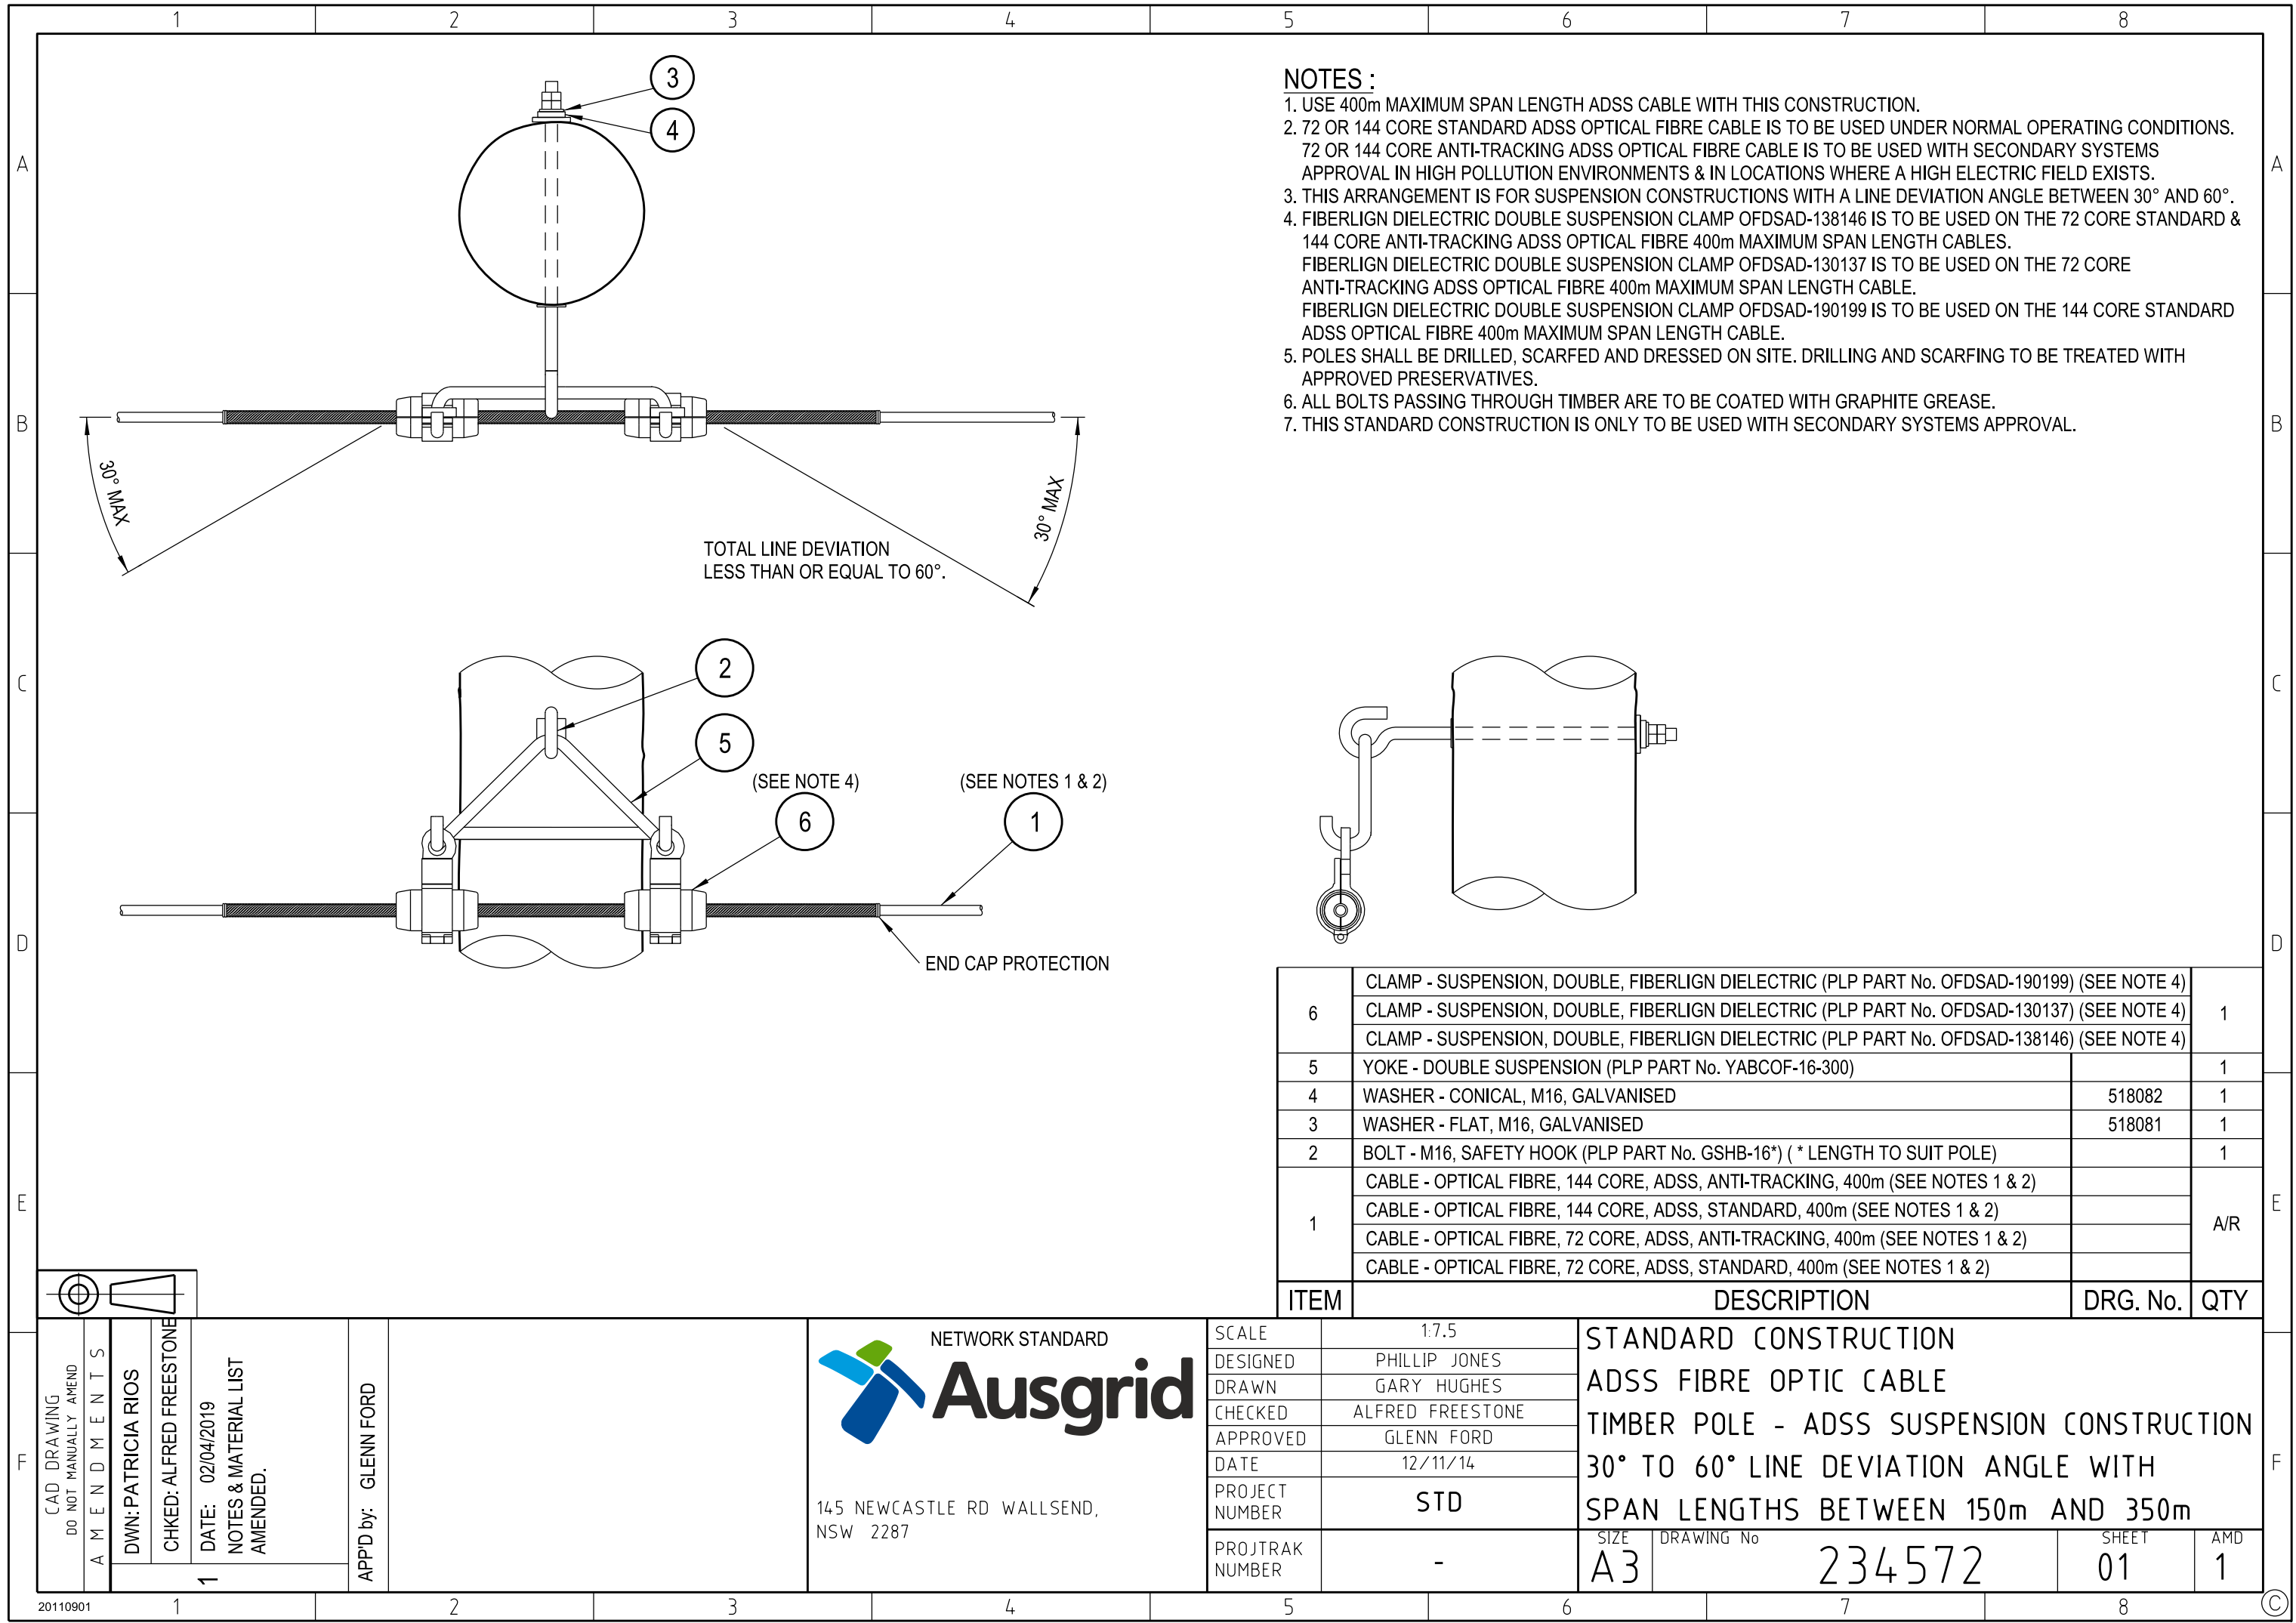 1 2 3 4 5 6 7 8
A
B
C
D
E
F
A
B
C
D
E
F
3
4
30° MAX
30° MAX
TOTAL LINE DEVIATION
LESS THAN OR EQUAL TO 60°.
NOTES :
1. USE 400m MAXIMUM SPAN LENGTH ADSS CABLE WITH THIS CONSTRUCTION.
2. 72 OR 144 CORE STANDARD ADSS OPTICAL FIBRE CABLE IS TO BE USED UNDER NORMAL OPERATING CONDITIONS.
72 OR 144 CORE ANTI-TRACKING ADSS OPTICAL FIBRE CABLE IS TO BE USED WITH SECONDARY SYSTEMS
APPROVAL IN HIGH POLLUTION ENVIRONMENTS & IN LOCATIONS WHERE A HIGH ELECTRIC FIELD EXISTS.
3. THIS ARRANGEMENT IS FOR SUSPENSION CONSTRUCTIONS WITH A LINE DEVIATION ANGLE BETWEEN 30° AND 60°.
4. FIBERLIGN DIELECTRIC DOUBLE SUSPENSION CLAMP OFDSAD-138146 IS TO BE USED ON THE 72 CORE STANDARD &
144 CORE ANTI-TRACKING ADSS OPTICAL FIBRE 400m MAXIMUM SPAN LENGTH CABLES.
FIBERLIGN DIELECTRIC DOUBLE SUSPENSION CLAMP OFDSAD-130137 IS TO BE USED ON THE 72 CORE
ANTI-TRACKING ADSS OPTICAL FIBRE 400m MAXIMUM SPAN LENGTH CABLE.
FIBERLIGN DIELECTRIC DOUBLE SUSPENSION CLAMP OFDSAD-190199 IS TO BE USED ON THE 144 CORE STANDARD
ADSS OPTICAL FIBRE 400m MAXIMUM SPAN LENGTH CABLE.
5. POLES SHALL BE DRILLED, SCARFED AND DRESSED ON SITE. DRILLING AND SCARFING TO BE TREATED WITH
APPROVED PRESERVATIVES.
6. ALL BOLTS PASSING THROUGH TIMBER ARE TO BE COATED WITH GRAPHITE GREASE.
7. THIS STANDARD CONSTRUCTION IS ONLY TO BE USED WITH SECONDARY SYSTEMS APPROVAL.
2
5
(SEE NOTE 4) (SEE NOTES 1 & 2)
6 1
END CAP PROTECTION
6 CLAMP - SUSPENSION, DOUBLE, FIBERLIGN DIELECTRIC (PLP PART No. OFDSAD-190199) (SEE NOTE 4) 1
CLAMP - SUSPENSION, DOUBLE, FIBERLIGN DIELECTRIC (PLP PART No. OFDSAD-130137) (SEE NOTE 4)
CLAMP - SUSPENSION, DOUBLE, FIBERLIGN DIELECTRIC (PLP PART No. OFDSAD-138146) (SEE NOTE 4)
5 YOKE - DOUBLE SUSPENSION (PLP PART No. YABCOF-16-300) 1
4 WASHER - CONICAL, M16, GALVANISED 518082 1
3 WASHER - FLAT, M16, GALVANISED 518081 1
2 BOLT - M16, SAFETY HOOK (PLP PART No. GSHB-16*) ( * LENGTH TO SUIT POLE) 1
1 CABLE - OPTICAL FIBRE, 144 CORE, ADSS, ANTI-TRACKING, 400m (SEE NOTES 1 & 2) A/R
CABLE - OPTICAL FIBRE, 144 CORE, ADSS, STANDARD, 400m (SEE NOTES 1 & 2)
CABLE - OPTICAL FIBRE, 72 CORE, ADSS, ANTI-TRACKING, 400m (SEE NOTES 1 & 2)
CABLE - OPTICAL FIBRE, 72 CORE, ADSS, STANDARD, 400m (SEE NOTES 1 & 2)
ITEM DESCRIPTION DRG. No. QTY
CAD DRAWING
DO NOT MANUALLY AMEND
AMENDMENTS
DWN: PATRICIA RIOS
CHKED: ALFRED FREESTONE
DATE: 02/04/2019
NOTES & MATERIAL LIST
AMENDED.
1
APP'D by: GLENN FORD
NETWORK STANDARD
Ausgrid
145 NEWCASTLE RD WALLSEND,
NSW 2287
SCALE 1:7.5
DESIGNED PHILLIP JONES
DRAWN GARY HUGHES
CHECKED ALFRED FREESTONE
APPROVED GLENN FORD
DATE 12/11/14
PROJECT NUMBER STD
PROJTRAK NUMBER -
STANDARD CONSTRUCTION
ADSS FIBRE OPTIC CABLE
TIMBER POLE - ADSS SUSPENSION CONSTRUCTION
30° TO 60° LINE DEVIATION ANGLE WITH
SPAN LENGTHS BETWEEN 150m AND 350m
SIZE DRAWING No SHEET AMD
A3 234572 01 1
20110901 1 2 3 4 5 6 7 8 ©